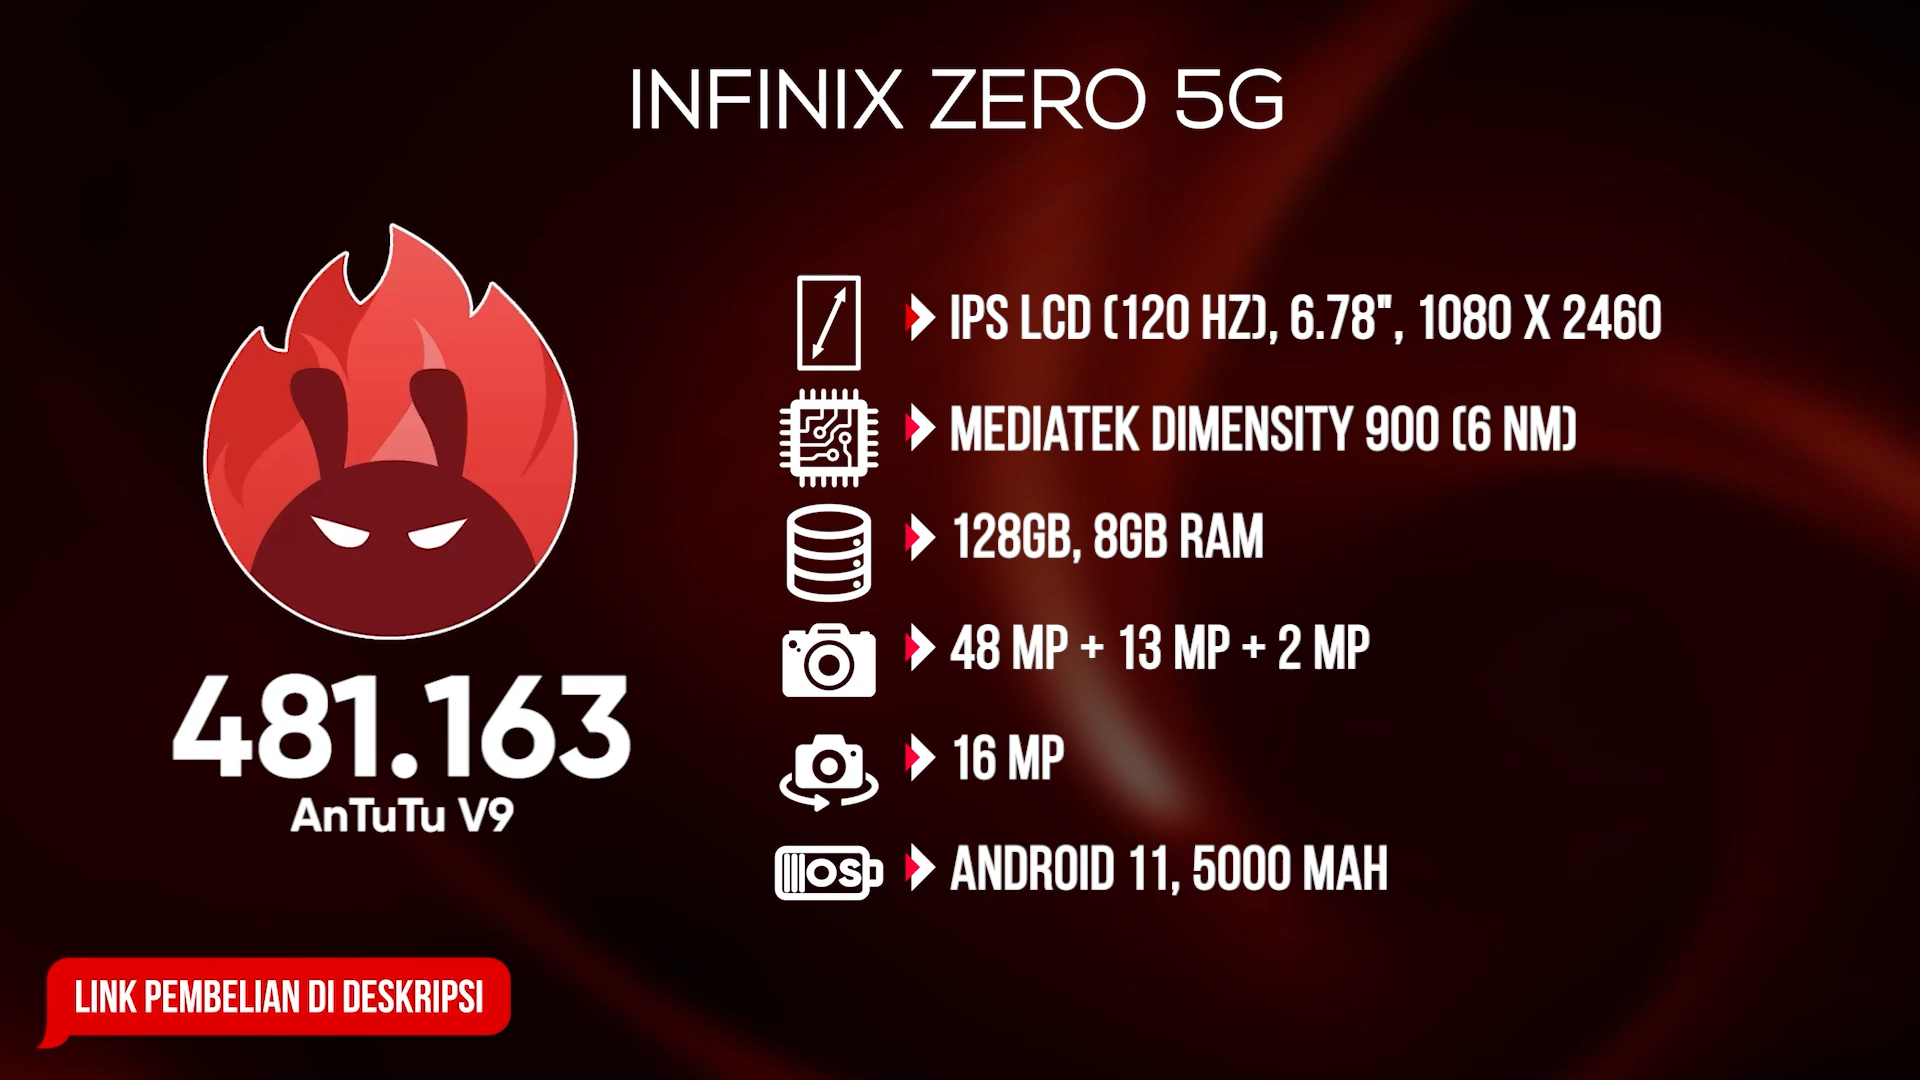 INFINIX ZERO 5G
481.163
AnTuTu V9
IPS LCD (120 HZ), 6.78", 1080 X 2460
MEDIATEK DIMENSITY 900 (6 NM)
128GB, 8GB RAM
48 MP + 13 MP + 2 MP
16 MP
OS
ANDROID 11, 5000 MAH
LINK PEMBELIAN DI DESKRIPSI